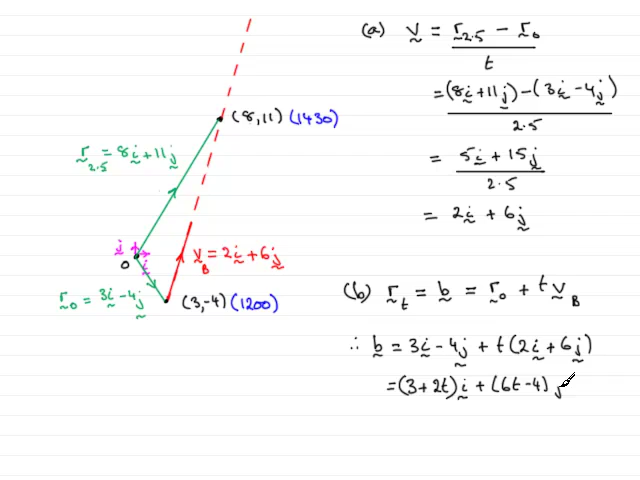 (8,11) (1430)
r2.5 = 8i + 11j
j
i
O
vB = 2i + 6j
r0 = 3i - 4j
(3,-4) (1200)
(a) v = r2.5 - r0
t
= (8i + 11j) - (3i - 4j)
2.5
= 5i + 15j
2.5
= 2i + 6j
(b) rt = b = r0 + t vB
∴ b = 3i - 4j + t(2i + 6j)
= (3 + 2t)i + (6t - 4)j